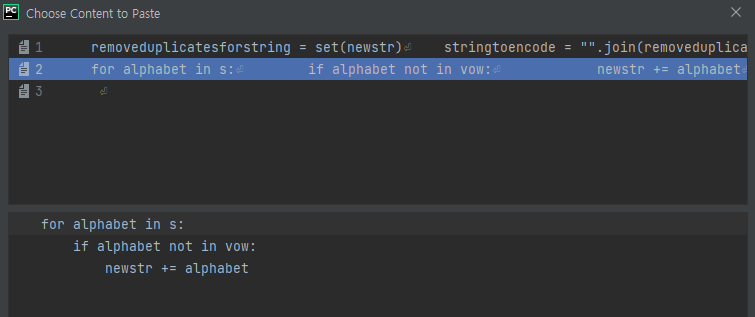 PC Choose Content to Paste
1 removeduplicatesforstring = set(newstr)⏎ stringtoencode = "".join(removeduplica
2 for alphabet in s:⏎ if alphabet not in vow:⏎ newstr += alphabet⏎
3 ⏎
for alphabet in s:
if alphabet not in vow:
newstr += alphabet